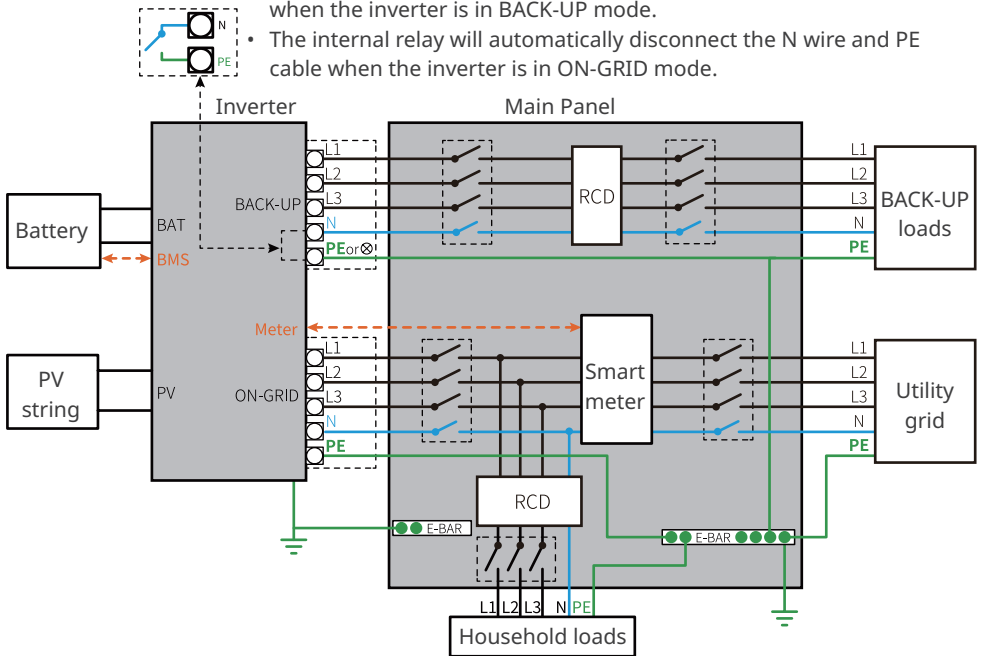 when the inverter is in BACK-UP mode.
N
• The internal relay will automatically disconnect the N wire and PE
PE
cable when the inverter is in ON-GRID mode.
Inverter
Main Panel
L1
L1
L2
L2
RCD
BACK-UP
L3
L3
BACK-UP
loads
Battery
BAT
N
N
PEor⊗
PE
BMS
Meter
L1
L1
PV
string
Smart
meter
L2
L2
Utility
grid
PV
ON-GRID
L3
L3
N
N
PE
PE
RCD
E-BAR
E-BAR
L1 L2 L3 N PE
Household loads